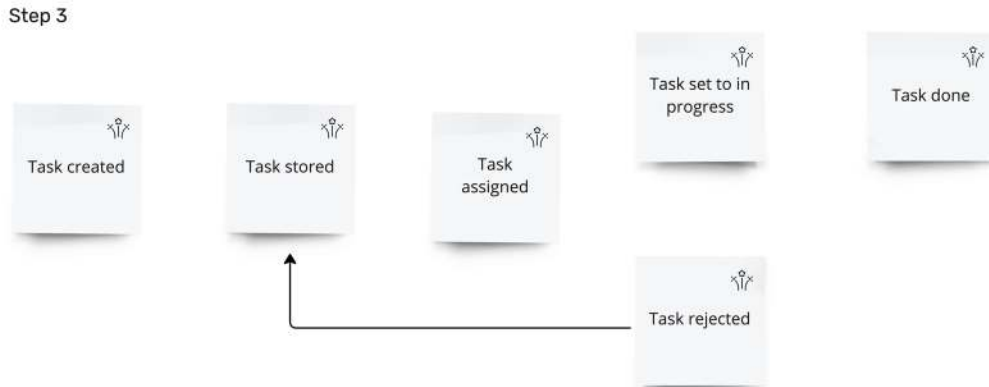 Step 3
Task created
Task stored
Task
assigned
Task set to in
progress
Task done
Task rejected